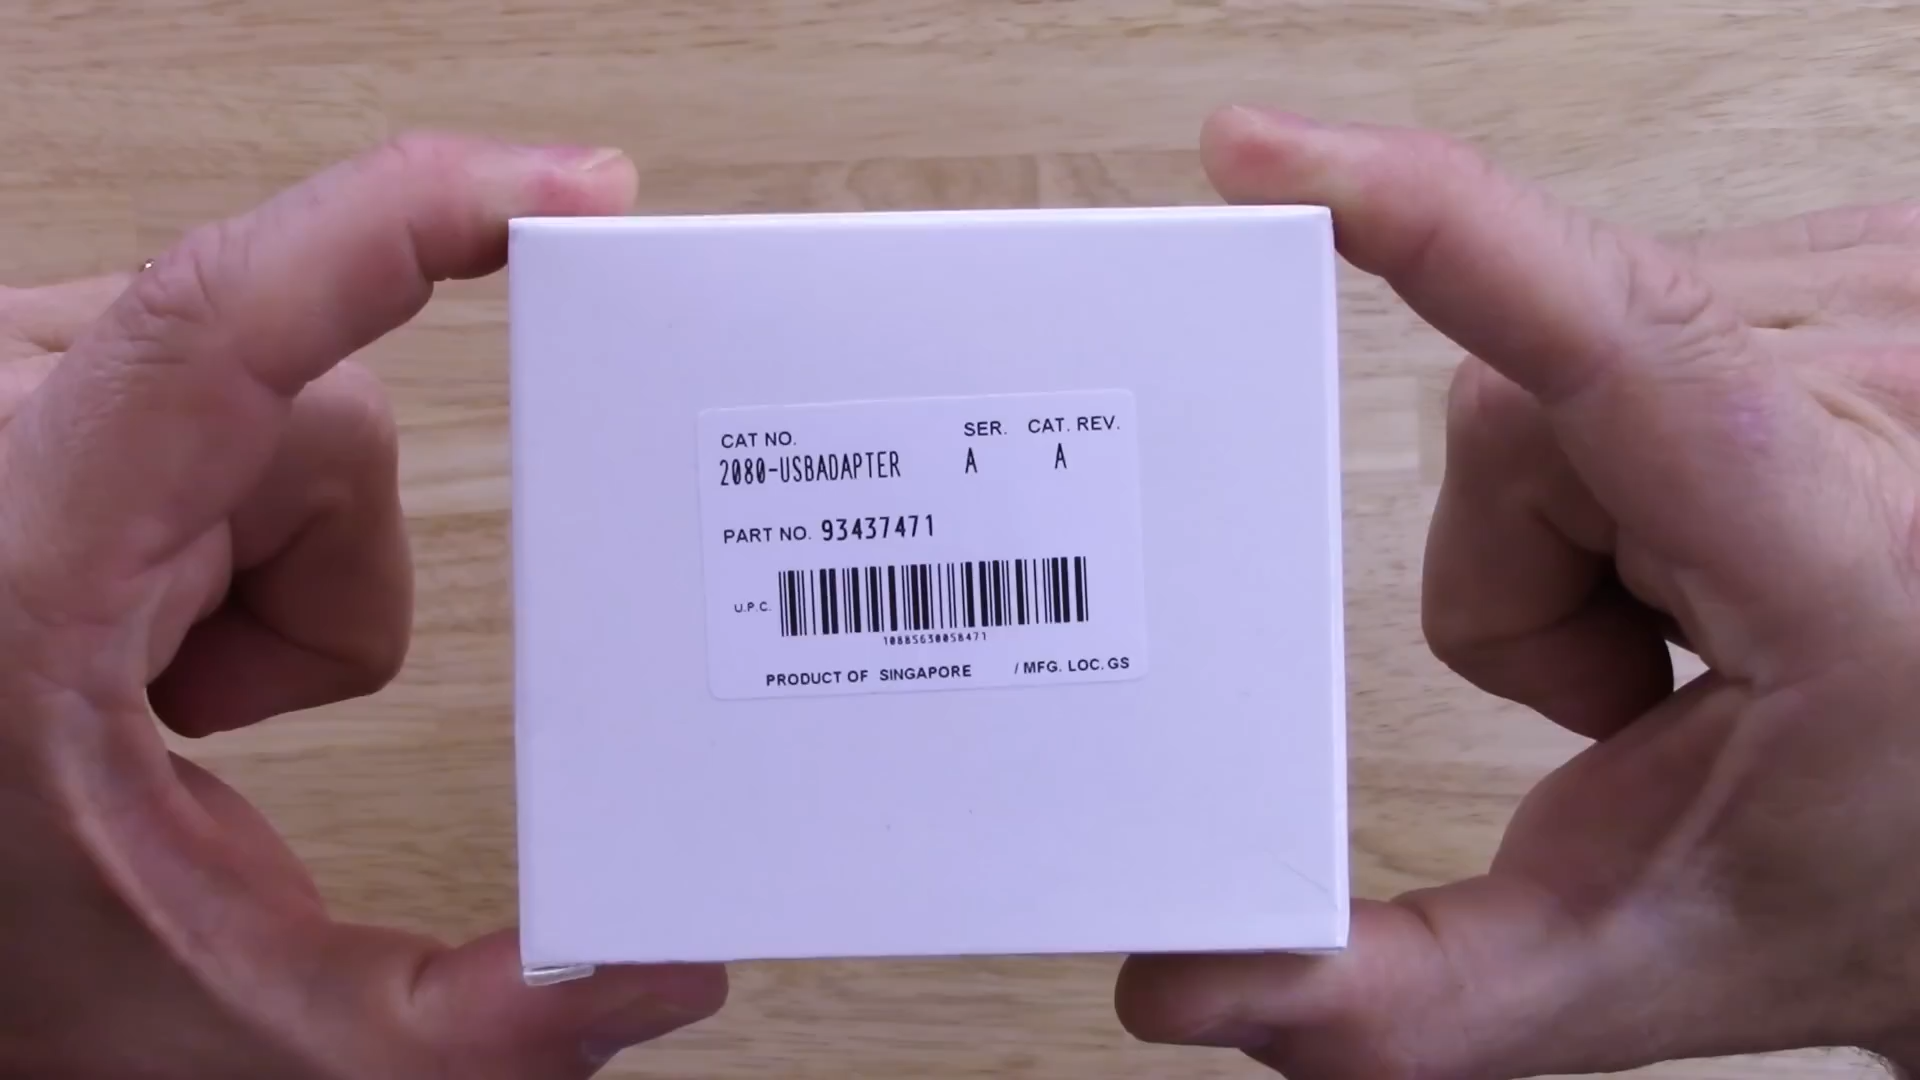 CAT NO. SER. CAT. REV.
2080-USBADAPTER A A
PART NO. 93437471
U.P.C.
10885630058471
PRODUCT OF SINGAPORE / MFG. LOC. GS